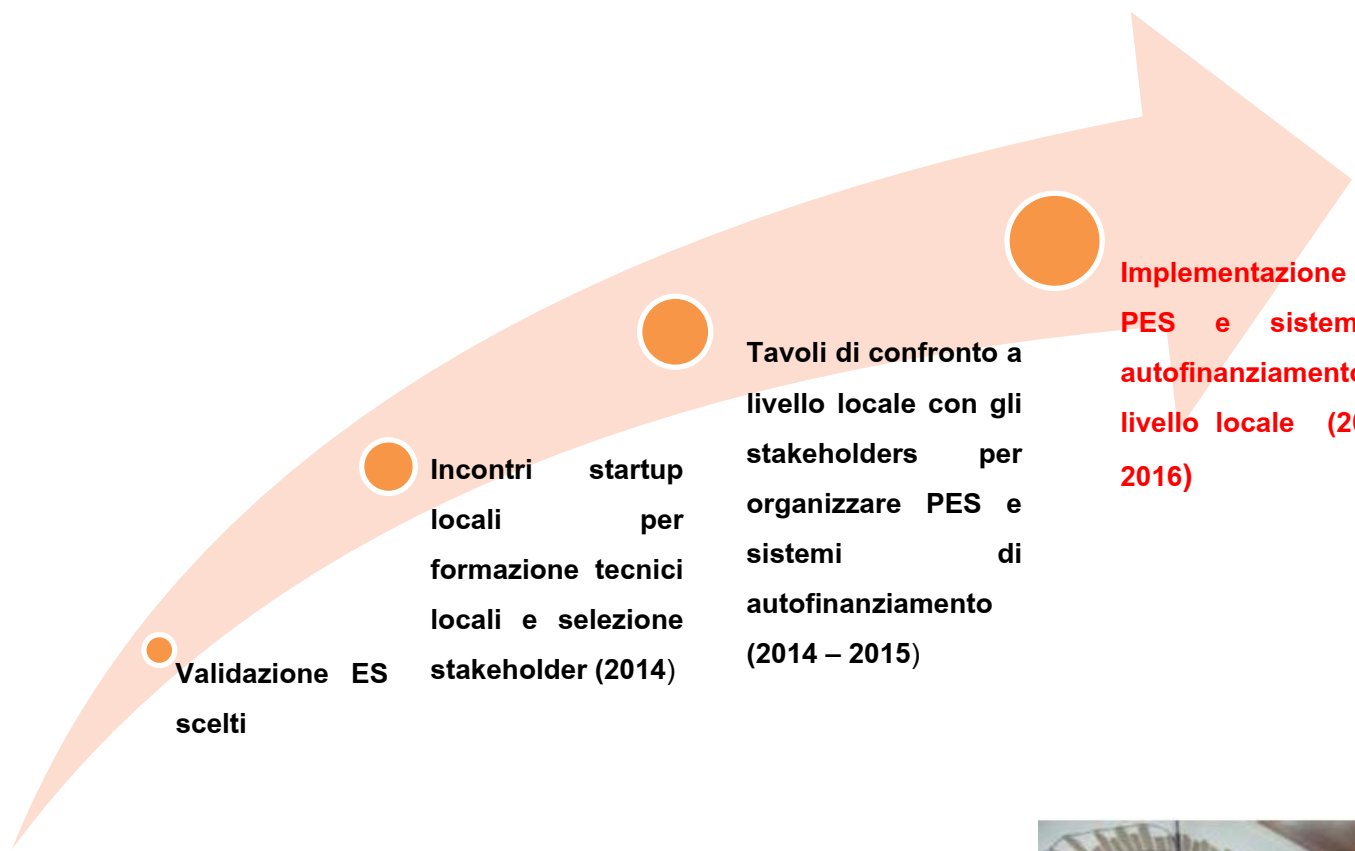 Validazione ES
scelti
Incontri startup
locali per
formazione tecnici
locali e selezione
stakeholder (2014)
Tavoli di confronto a
livello locale con gli
stakeholders per
organizzare PES e
sistemi di
autofinanziamento
(2014 – 2015)
Implementazione
PES e
livello locale
2016)